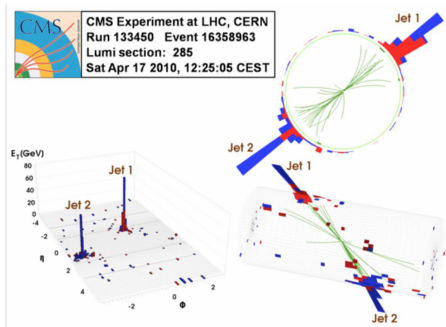 CMS
CMS Experiment at LHC, CERN
Run 133450 Event 16358963
Lumi section: 285
Sat Apr 17 2010, 12:25:05 CEST
Jet 1
Jet 2
E_T(GeV)
80
60
40
20
0
-4
-2
0
2
4
η
Jet 1
Jet 2
-2
0
2
Φ
Jet 1
Jet 2